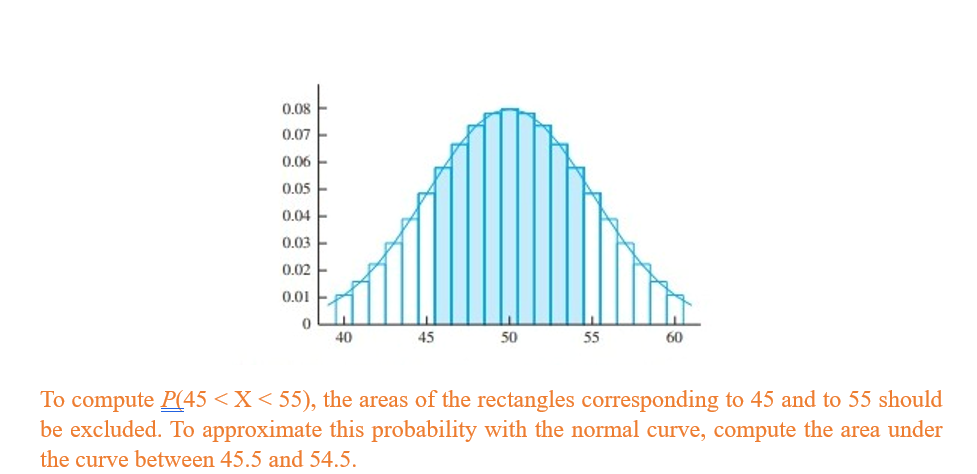 0.08
0.07
0.06
0.05
0.04
0.03
0.02
0.01
0
40 45 50 55 60
To compute P(45 < X < 55), the areas of the rectangles corresponding to 45 and to 55 should
be excluded. To approximate this probability with the normal curve, compute the area under
the curve between 45.5 and 54.5.